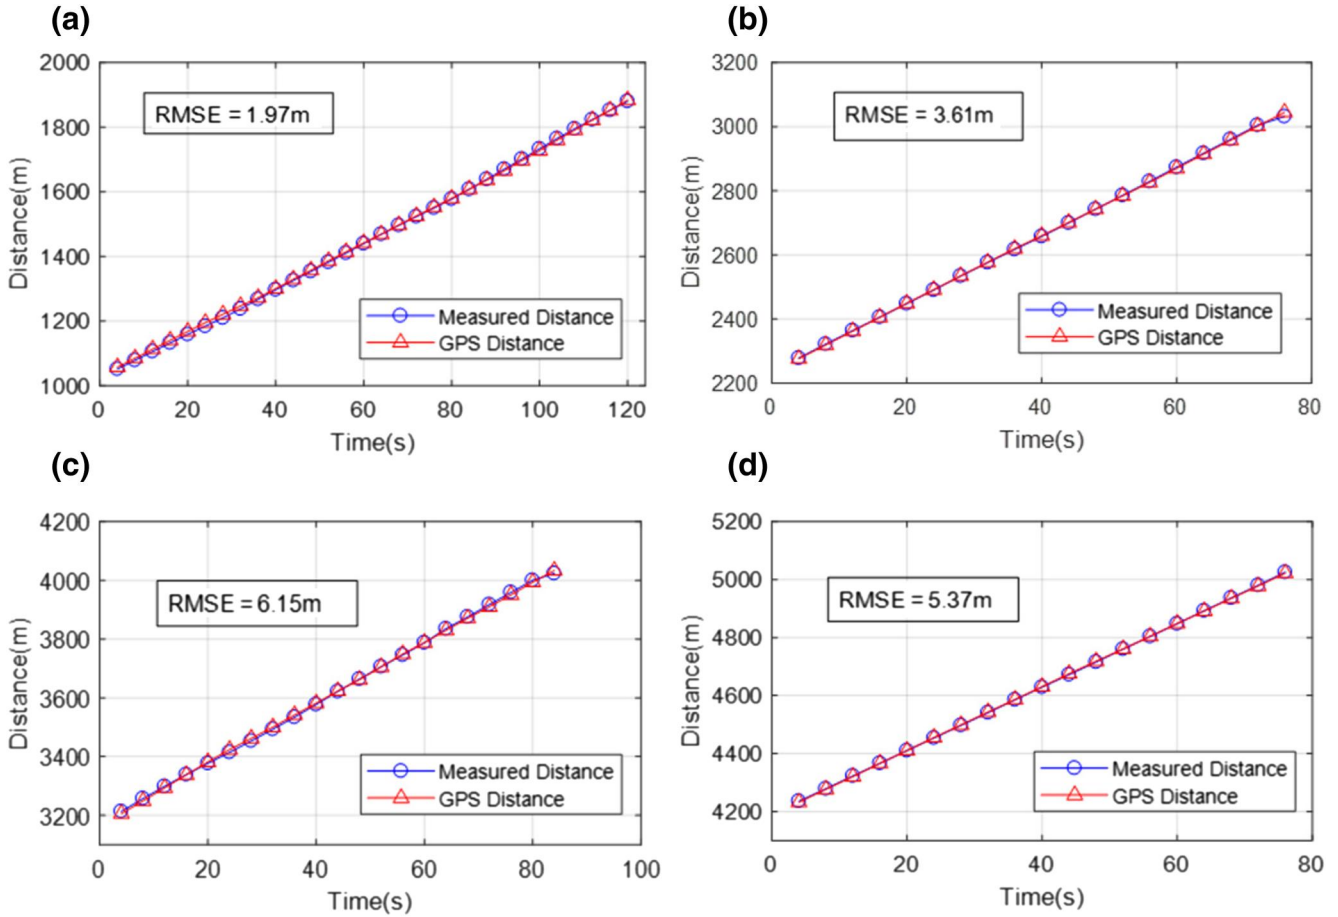 (a)
2000
1800
1600
1400
1200
1000
Distance(m)
RMSE = 1.97m
Measured Distance
GPS Distance
0 20 40 60 80 100 120
Time(s)
(b)
3200
3000
2800
2600
2400
2200
Distance(m)
RMSE = 3.61m
Measured Distance
GPS Distance
0 20 40 60 80
Time(s)
(c)
4200
4000
3800
3600
3400
3200
Distance(m)
RMSE = 6.15m
Measured Distance
GPS Distance
0 20 40 60 80 100
Time(s)
(d)
5200
5000
4800
4600
4400
4200
Distance(m)
RMSE = 5.37m
Measured Distance
GPS Distance
0 20 40 60 80
Time(s)